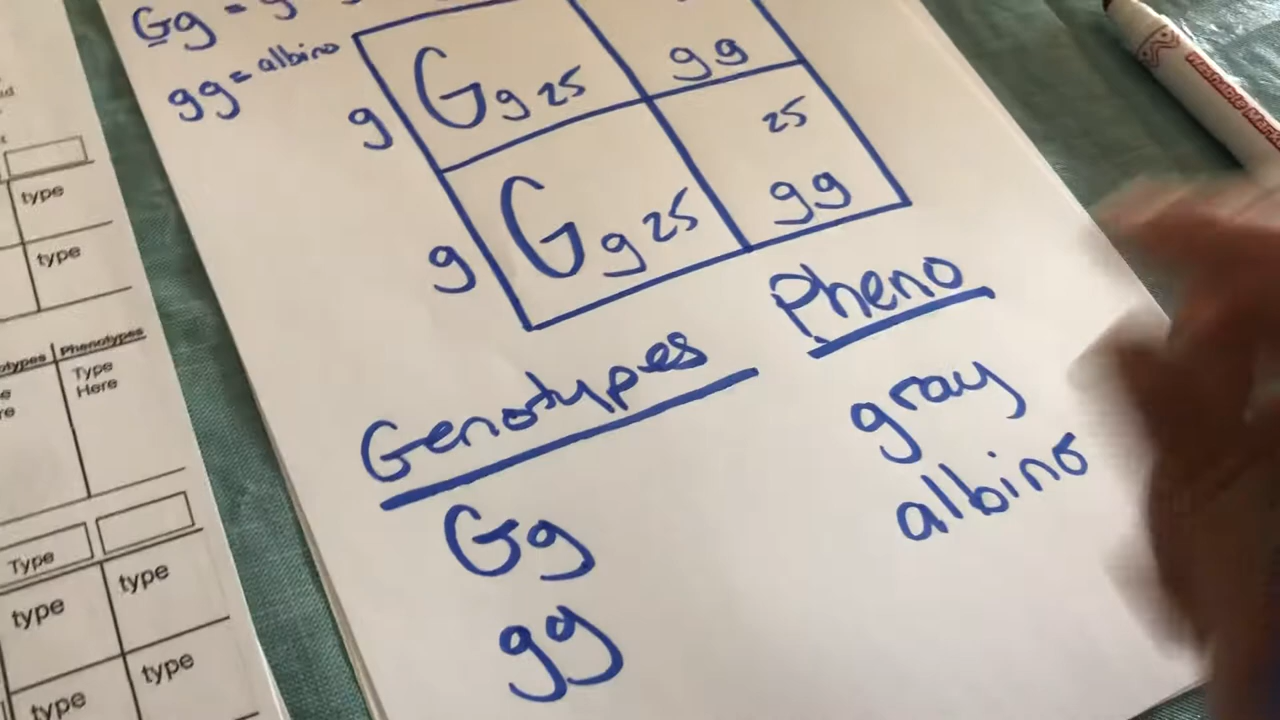 Gg =
gg = albino
g
Gg 25
gg
g
Gg 25
25
gg
Genotypes
Pheno
Gg
gray
gg
albino
type
type
Phenotypes
Type
Here
Type
type
type
type
type
Washable